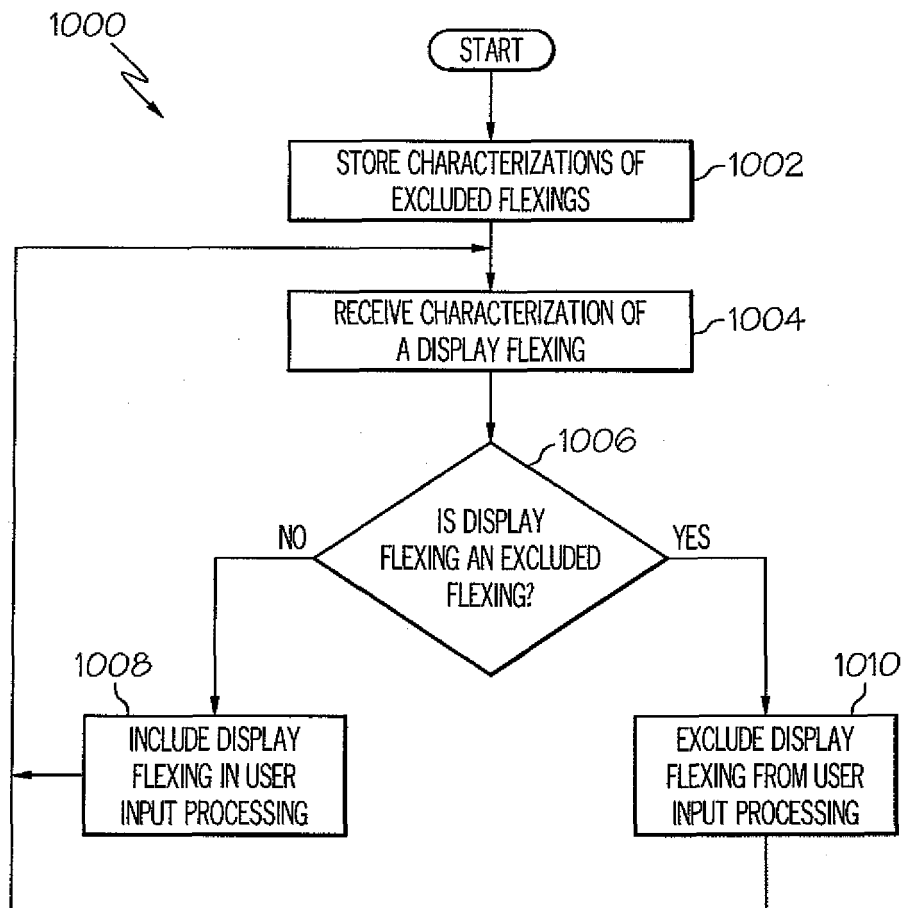 1000
START
STORE CHARACTERIZATIONS OF
EXCLUDED FLEXINGS
1002
RECEIVE CHARACTERIZATION OF
A DISPLAY FLEXING
1004
1006
IS DISPLAY
FLEXING AN EXCLUDED
FLEXING?
NO
YES
1008
INCLUDE DISPLAY
FLEXING IN USER
INPUT PROCESSING
1010
EXCLUDE DISPLAY
FLEXING FROM USER
INPUT PROCESSING